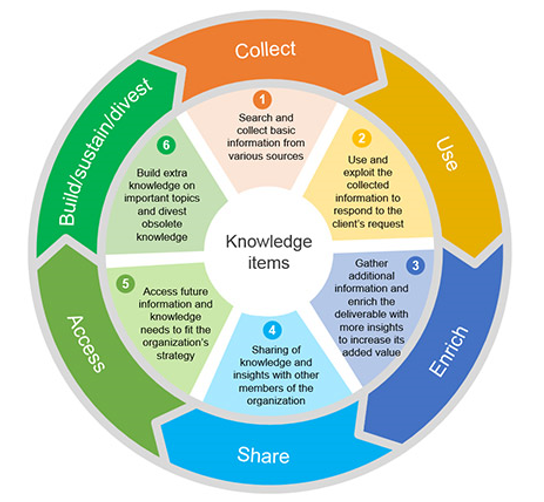 Collect
1
Search and
collect basic
information from
various sources
Use
2
Use and
exploit the
collected
information to
respond to the
client's request
Enrich
3
Gather
additional
information and
enrich the
deliverable with
more insights
to increase its
added value
Share
4
Sharing of
knowledge and
insights with other
members of the
organization
Access
5
Access future
information and
knowledge
needs to fit the
organization's
strategy
Build/sustain/divest
6
Build extra
knowledge on
important topics
and divest
obsolete
knowledge
Knowledge
items